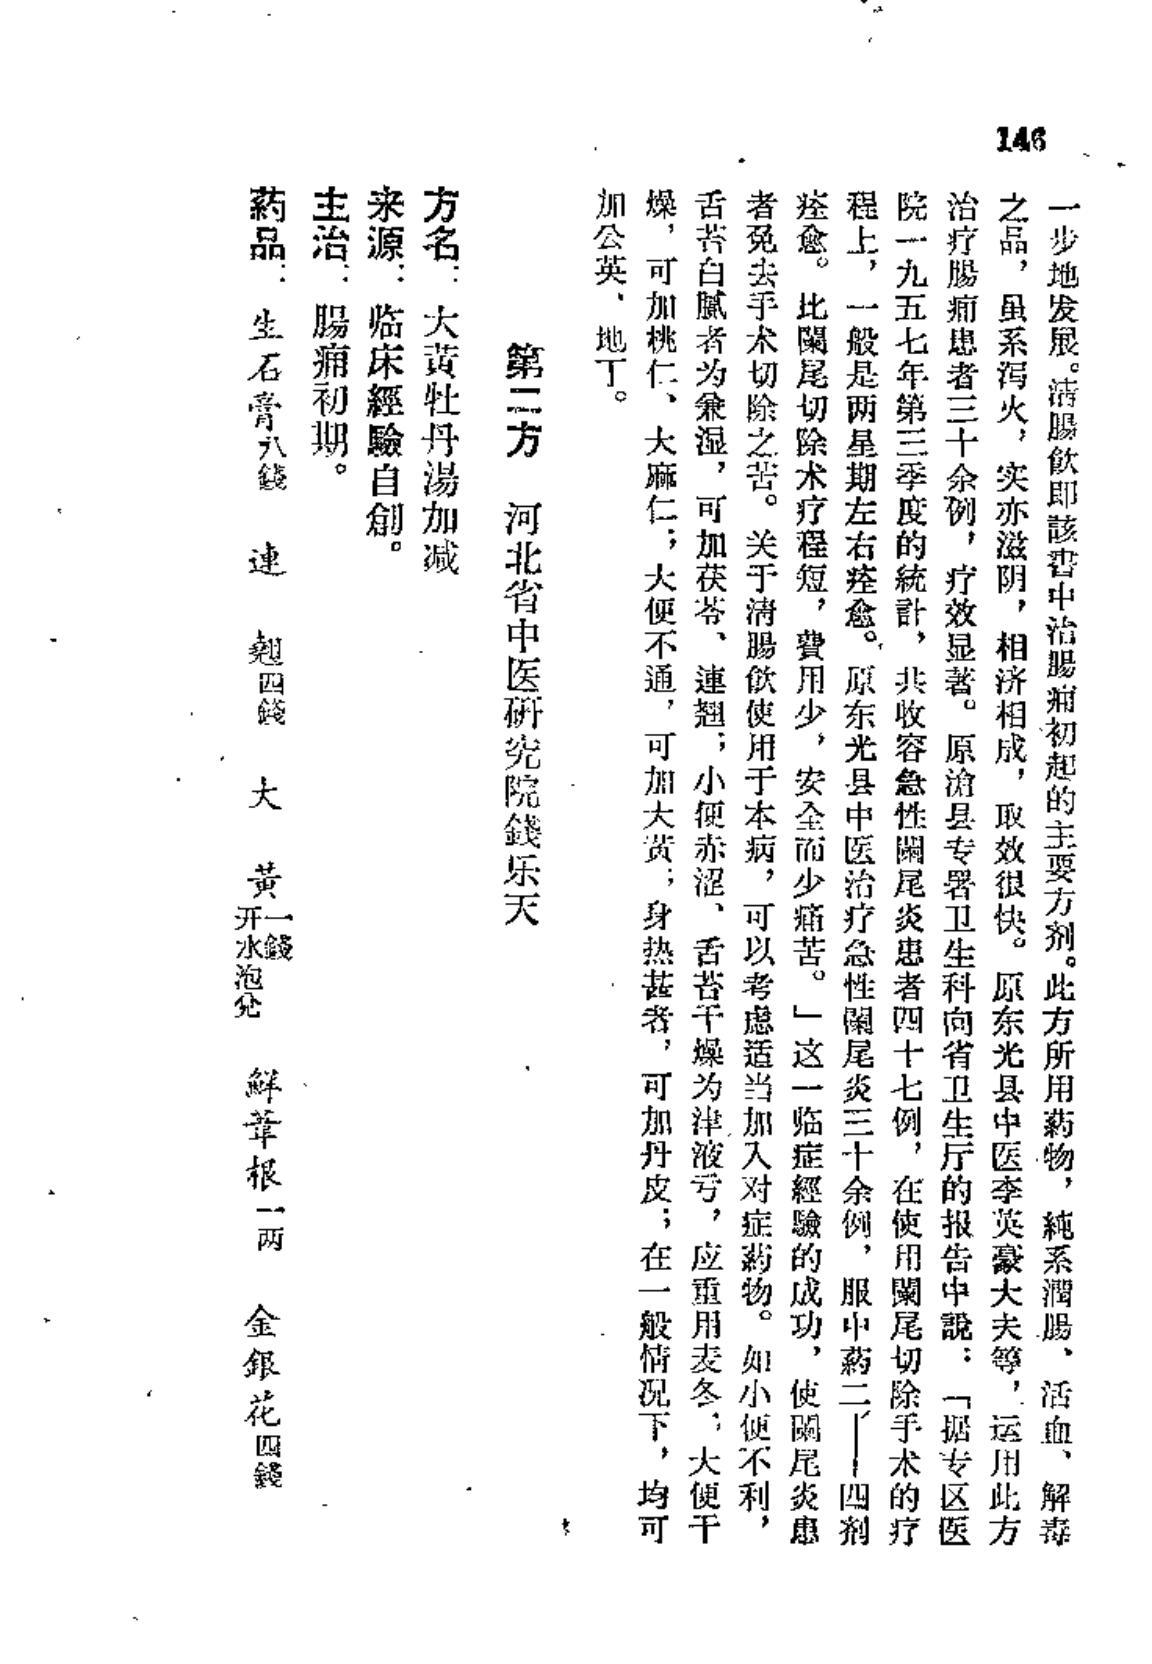 146
一步地发展。清腸飲即該書中治腸痈初起的主要方剂。此方所用葯物，純系潤腸、活血、解毒
之品，虽系泻火，实亦滋阴，相济相成，取效很快。原东光县中医李英豪大夫等，运用此方
治疗腸痈患者三十余例，疗效显著。原滄县专署卫生科向省卫生厅的报告中說：「据专区医
院一九五七年第三季度的統計，共收容急性闌尾炎患者四十七例，在使用闌尾切除手术的疗
程上，一般是两星期左右痊愈。原东光县中医治疗急性闌尾炎三十余例，服中葯二——四剂
痊愈。比闌尾切除术疗程短，費用少，安全而少痛苦。」这一临症經驗的成功，使闌尾炎患
者免去手术切除之苦。关于清腸飲使用于本病，可以考虑适当加入对症葯物。如小便不利，
舌苔白膩者为兼湿，可加茯苓、連翘；小便赤涩、舌苔干燥为津液亏，应重用麦冬；大便干
燥，可加桃仁、大麻仁；大便不通，可加大黄；身热甚者，可加丹皮；在一般情况下，均可
加公英、地丁。
第二方　河北省中医研究院錢乐天
方名：大黃牡丹湯加减
来源：临床經驗自創。
主治：腸痈初期。
葯品：生石膏八錢　連翹四錢　大黃一錢开水泡兌　鮮葦根一两　金銀花四錢